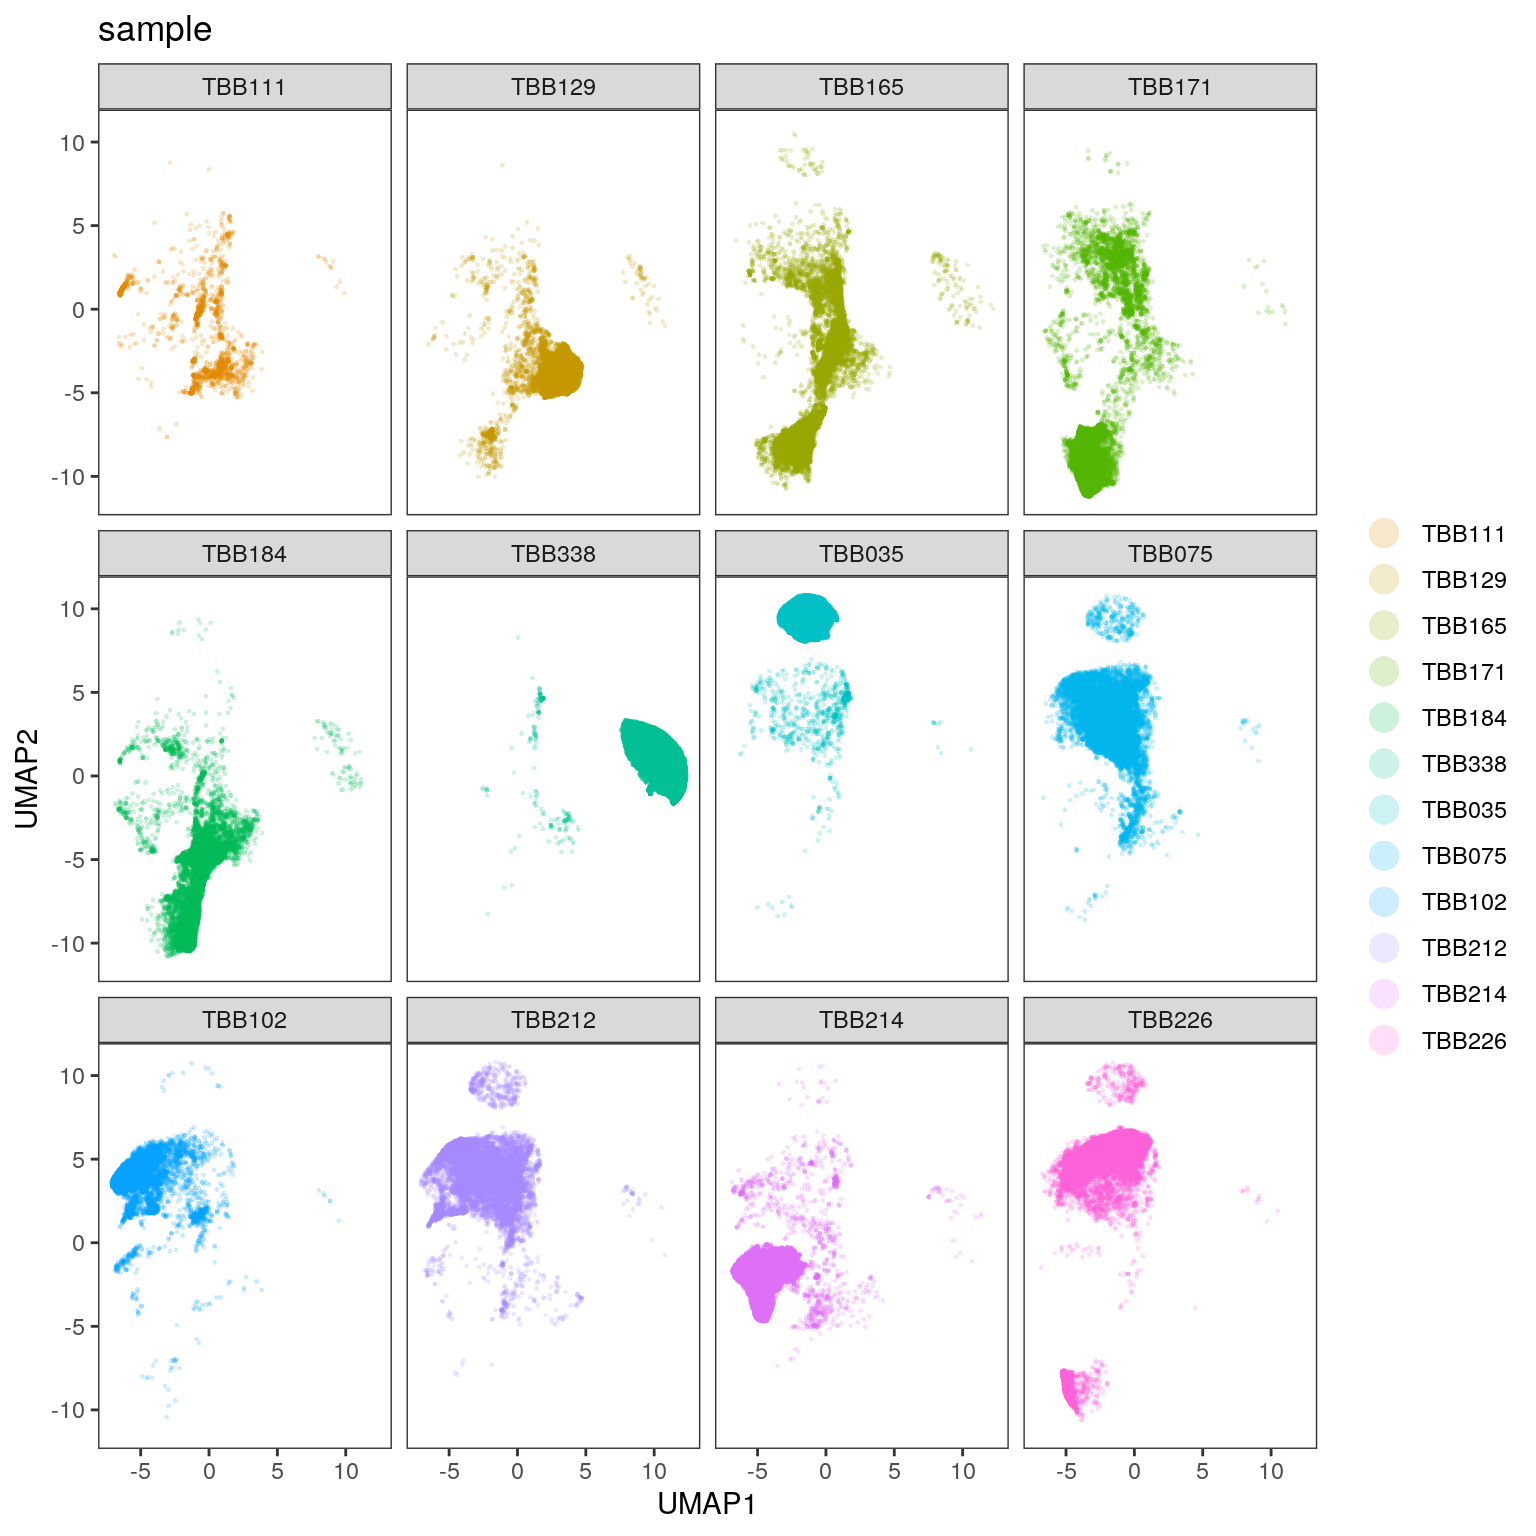 sample
TBB111 TBB129 TBB165 TBB171
10
5
0
-5
-10
TBB184 TBB338 TBB035 TBB075
10
5
0
-5
-10
TBB102 TBB212 TBB214 TBB226
10
5
0
-5
-10
-5 0 5 10 -5 0 5 10 -5 0 5 10 -5 0 5 10
UMAP1
UMAP2
TBB111
TBB129
TBB165
TBB171
TBB184
TBB338
TBB035
TBB075
TBB102
TBB212
TBB214
TBB226